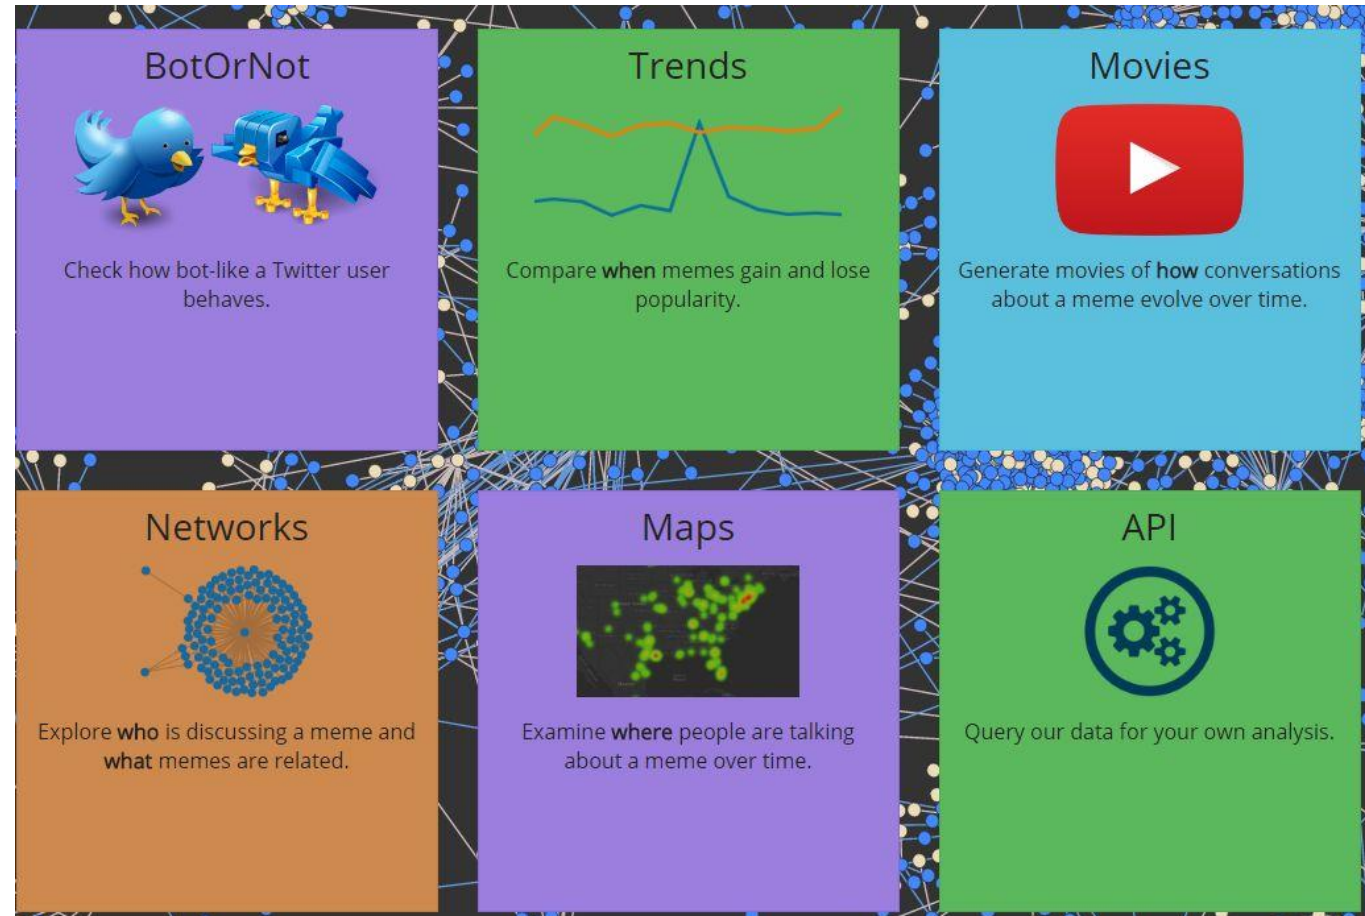 BotOrNot
Check how bot-like a Twitter user
behaves.
Trends
Compare when memes gain and lose
popularity.
Movies
Generate movies of how conversations
about a meme evolve over time.
Networks
Explore who is discussing a meme and
what memes are related.
Maps
Examine where people are talking
about a meme over time.
API
Query our data for your own analysis.